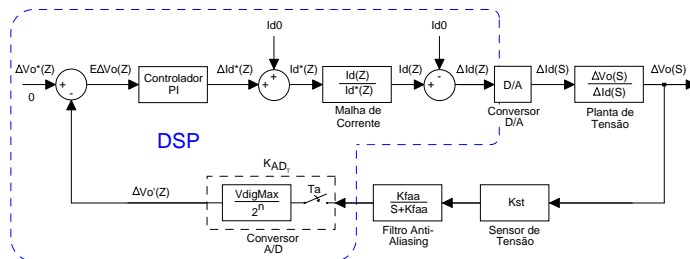 Id0
Id0
ΔVo*(Z)
0
+
-
EΔVo(Z)
Controlador
PI
ΔId*(Z)
+
+
Id*(Z)
Id(Z)
Id*(Z)
Malha de
Corrente
Id(Z)
+
-
ΔId(Z)
D/A
Conversor
D/A
ΔId(S)
ΔVo(S)
ΔId(S)
Planta de
Tensão
ΔVo(S)
DSP
KADT
ΔVo'(Z)
VdigMax
2ⁿ
Ta
Conversor
A/D
Kfaa
S+Kfaa
Filtro Anti-
Aliasing
Kst
Sensor de
Tensão